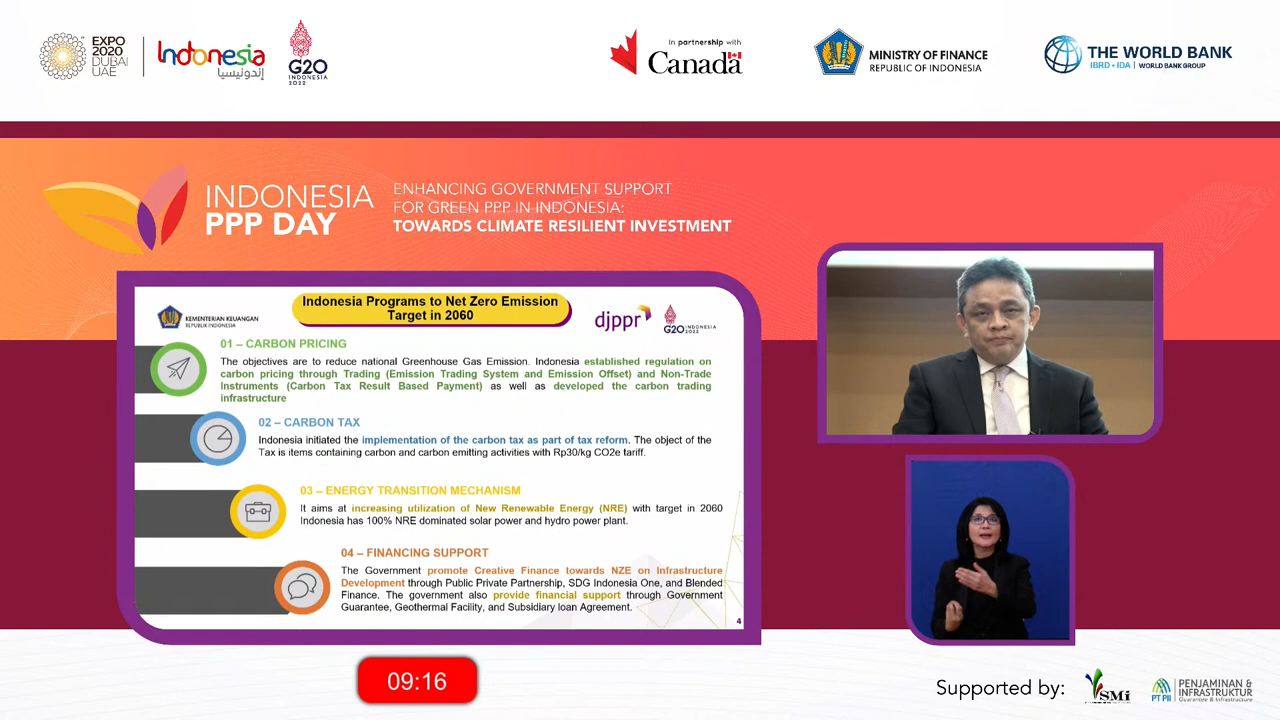 EXPO
2020
DUBAI
UAE
Indonesia
إندونيسيا
G20
INDONESIA
2022
In partnership with
Canada
MINISTRY OF FINANCE
REPUBLIC OF INDONESIA
THE WORLD BANK
IBRD • IDA | WORLD BANK GROUP
INDONESIA
PPP DAY
ENHANCING GOVERNMENT SUPPORT
FOR GREEN PPP IN INDONESIA:
TOWARDS CLIMATE RESILIENT INVESTMENT
KEMENTERIAN KEUANGAN
REPUBLIK INDONESIA
Indonesia Programs to Net Zero Emission
Target in 2060
djppr
G20 INDONESIA
2022
01 – CARBON PRICING
The objectives are to reduce national Greenhouse Gas Emission. Indonesia established regulation on
carbon pricing through Trading (Emission Trading System and Emission Offset) and Non-Trade
Instruments (Carbon Tax Result Based Payment) as well as developed the carbon trading
infrastructure
02 – CARBON TAX
Indonesia initiated the implementation of the carbon tax as part of tax reform. The object of the
Tax is items containing carbon and carbon emitting activities with Rp30/kg CO2e tariff.
03 – ENERGY TRANSITION MECHANISM
It aims at increasing utilization of New Renewable Energy (NRE) with target in 2060
Indonesia has 100% NRE dominated solar power and hydro power plant.
04 – FINANCING SUPPORT
The Government promote Creative Finance towards NZE on Infrastructure
Development through Public Private Partnership, SDG Indonesia One, and Blended
Finance. The government also provide financial support through Government
Guarantee, Geothermal Facility, and Subsidiary loan Agreement.
4
09:16
Supported by:
SMi
PT PII
PENJAMINAN &
INFRASTRUKTUR
Guarantee & Infrastructure